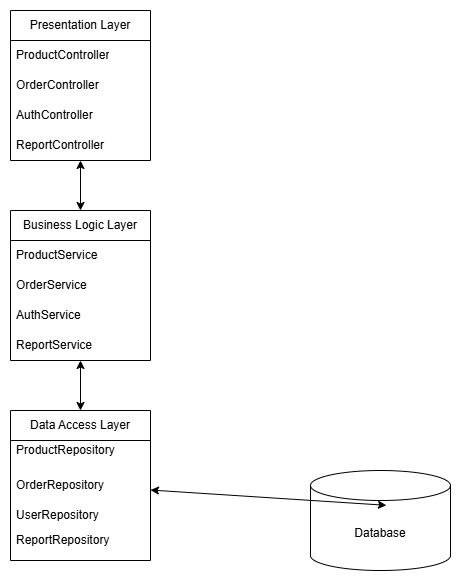 Presentation Layer
ProductController
OrderController
AuthController
ReportController
Business Logic Layer
ProductService
OrderService
AuthService
ReportService
Data Access Layer
ProductRepository
OrderRepository
UserRepository
ReportRepository
Database